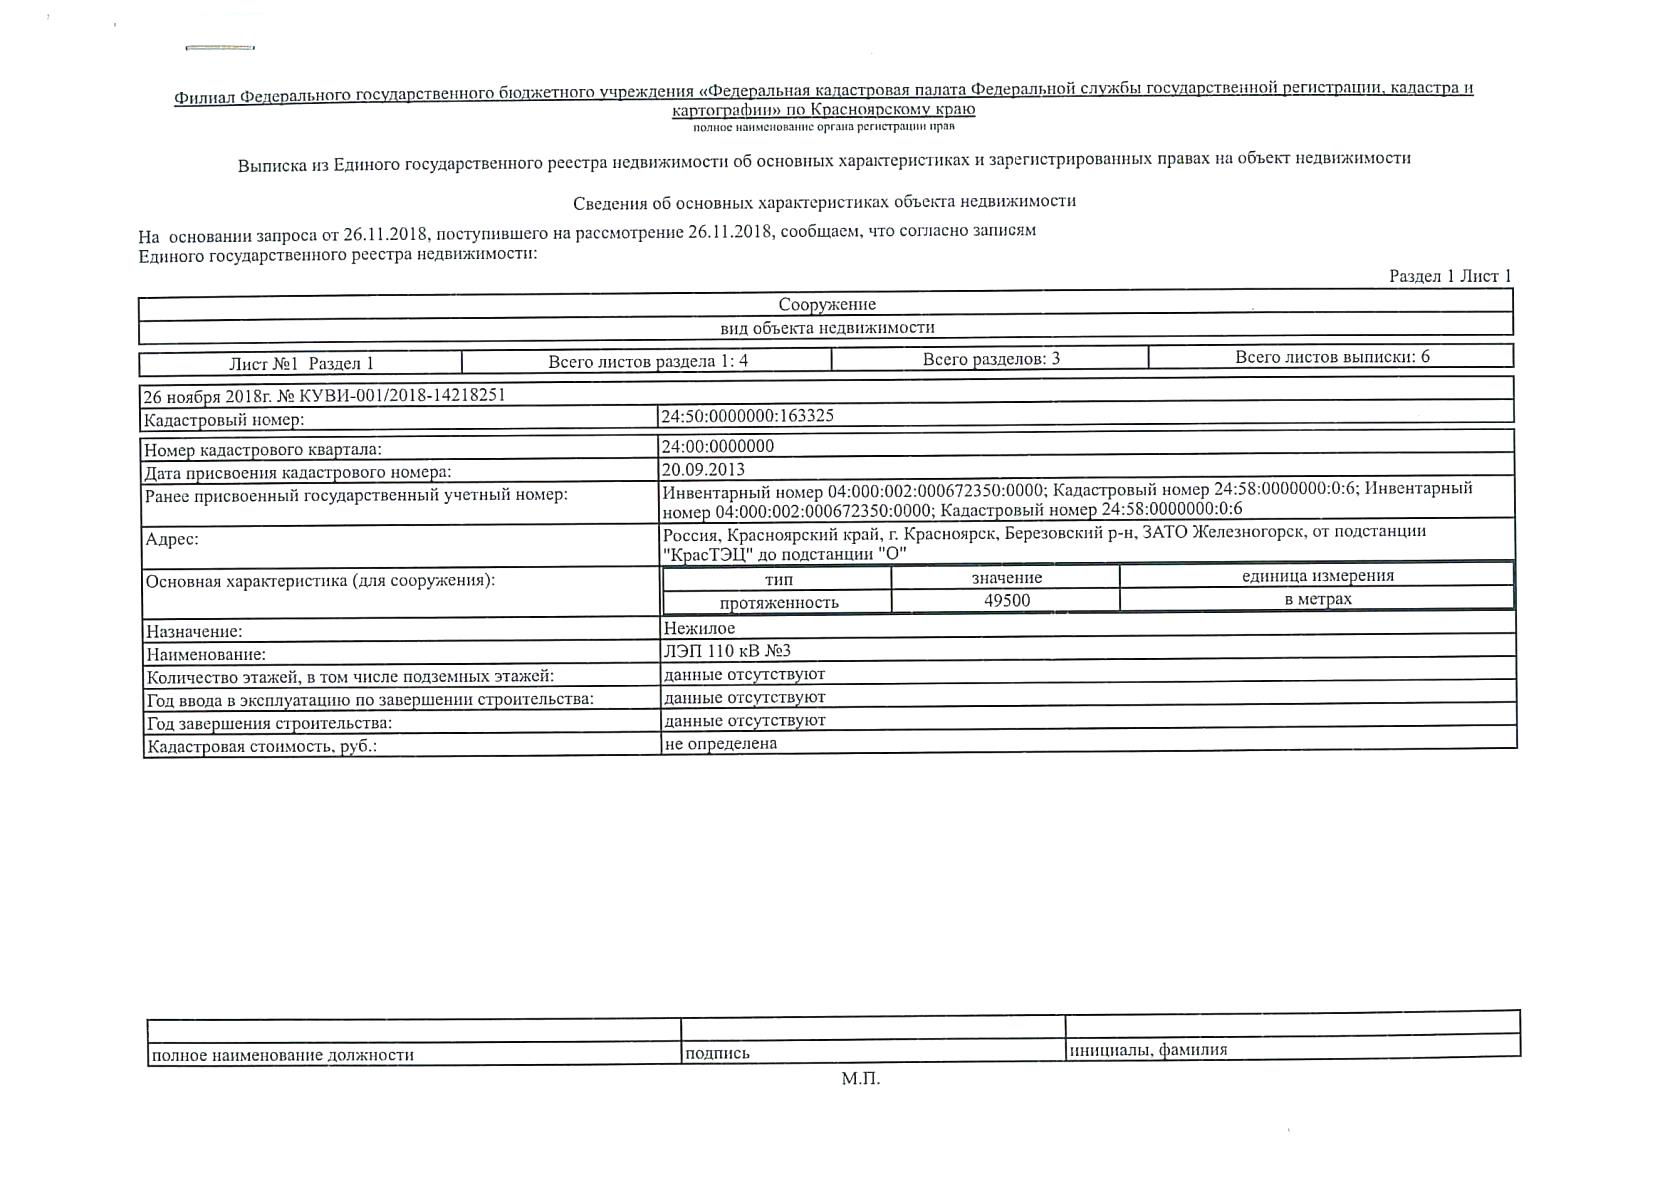 Филиал Федерального государственного бюджетного учреждения «Федеральная кадастровая палата Федеральной службы государственной регистрации, кадастра и
картографии» по Красноярскому краю
полное наименование органа регистрации прав
Выписка из Единого государственного реестра недвижимости об основных характеристиках и зарегистрированных правах на объект недвижимости
Сведения об основных характеристиках объекта недвижимости
На основании запроса от 26.11.2018, поступившего на рассмотрение 26.11.2018, сообщаем, что согласно записям
Единого государственного реестра недвижимости:
Раздел 1 Лист 1
Сооружение
вид объекта недвижимости
Лист №1 Раздел 1 Всего листов раздела 1: 4 Всего разделов: 3 Всего листов выписки: 6
26 ноября 2018г. № КУВИ-001/2018-14218251
Кадастровый номер: 24:50:0000000:163325
Номер кадастрового квартала: 24:00:0000000
Дата присвоения кадастрового номера: 20.09.2013
Ранее присвоенный государственный учетный номер: Инвентарный номер 04:000:002:000672350:0000; Кадастровый номер 24:58:0000000:0:6; Инвентарный
номер 04:000:002:000672350:0000; Кадастровый номер 24:58:0000000:0:6
Адрес: Россия, Красноярский край, г. Красноярск, Березовский р-н, ЗАТО Железногорск, от подстанции
"КрасТЭЦ" до подстанции "О"
Основная характеристика (для сооружения): тип значение единица измерения
протяженность 49500 в метрах
Назначение: Нежилое
Наименование: ЛЭП 110 кВ №3
Количество этажей, в том числе подземных этажей: данные отсутствуют
Год ввода в эксплуатацию по завершении строительства: данные отсутствуют
Год завершения строительства: данные отсутствуют
Кадастровая стоимость, руб.: не определена
полное наименование должности подпись инициалы, фамилия
М.П.